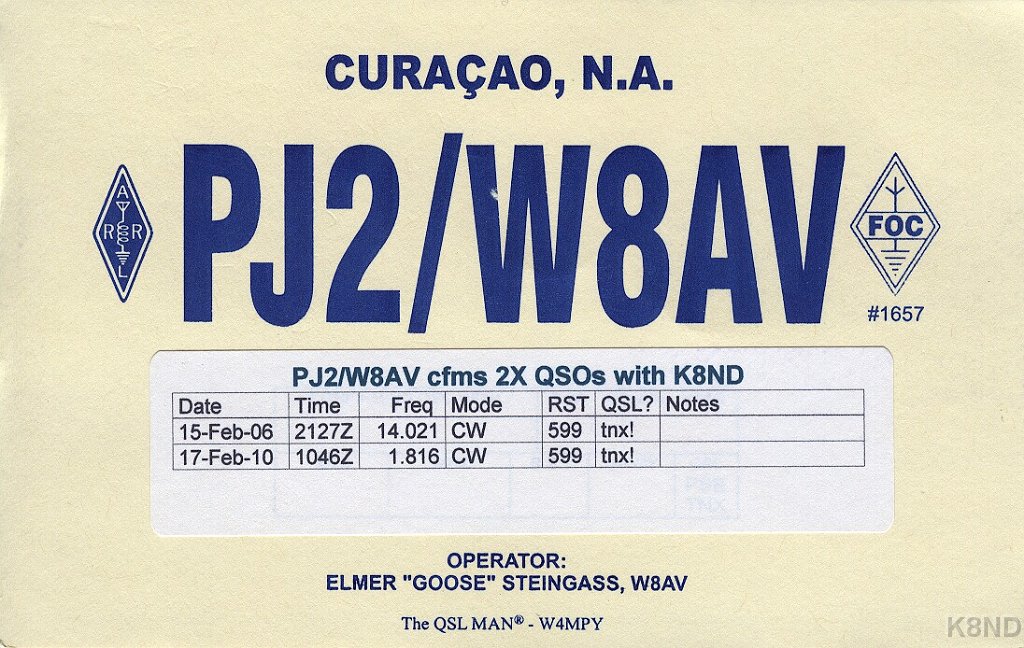 CURAÇAO, N.A.
PJ2/W8AV
ARRL
FOC
#1657
PJ2/W8AV cfms 2X QSOs with K8ND
Date Time Freq Mode RST QSL? Notes
15-Feb-06 2127Z 14.021 CW 599 tnx!
17-Feb-10 1046Z 1.816 CW 599 tnx!
PSE
TNX
OPERATOR:
ELMER "GOOSE" STEINGASS, W8AV
The QSL MAN® - W4MPY
K8ND